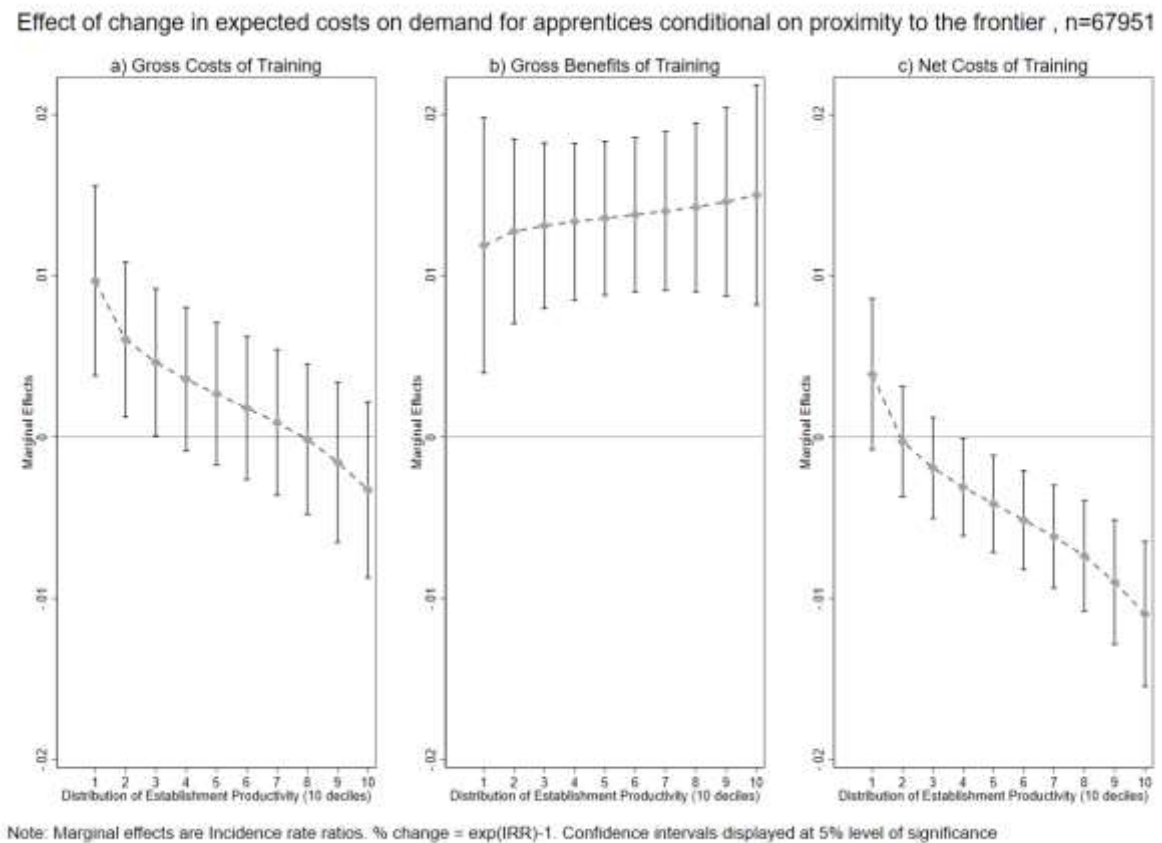 Effect of change in expected costs on demand for apprentices conditional on proximity to the frontier , n=67951
a) Gross Costs of Training
Marginal Effects
.02
.01
0
-.01
-.02
1 2 3 4 5 6 7 8 9 10
Distribution of Establishment Productivity (10 deciles)
b) Gross Benefits of Training
Marginal Effects
.02
.01
0
-.01
-.02
1 2 3 4 5 6 7 8 9 10
Distribution of Establishment Productivity (10 deciles)
c) Net Costs of Training
Marginal Effects
.02
.01
0
-.01
-.02
1 2 3 4 5 6 7 8 9 10
Distribution of Establishment Productivity (10 deciles)
Note: Marginal effects are Incidence rate ratios. % change = exp(IRR)-1. Confidence intervals displayed at 5% level of significance